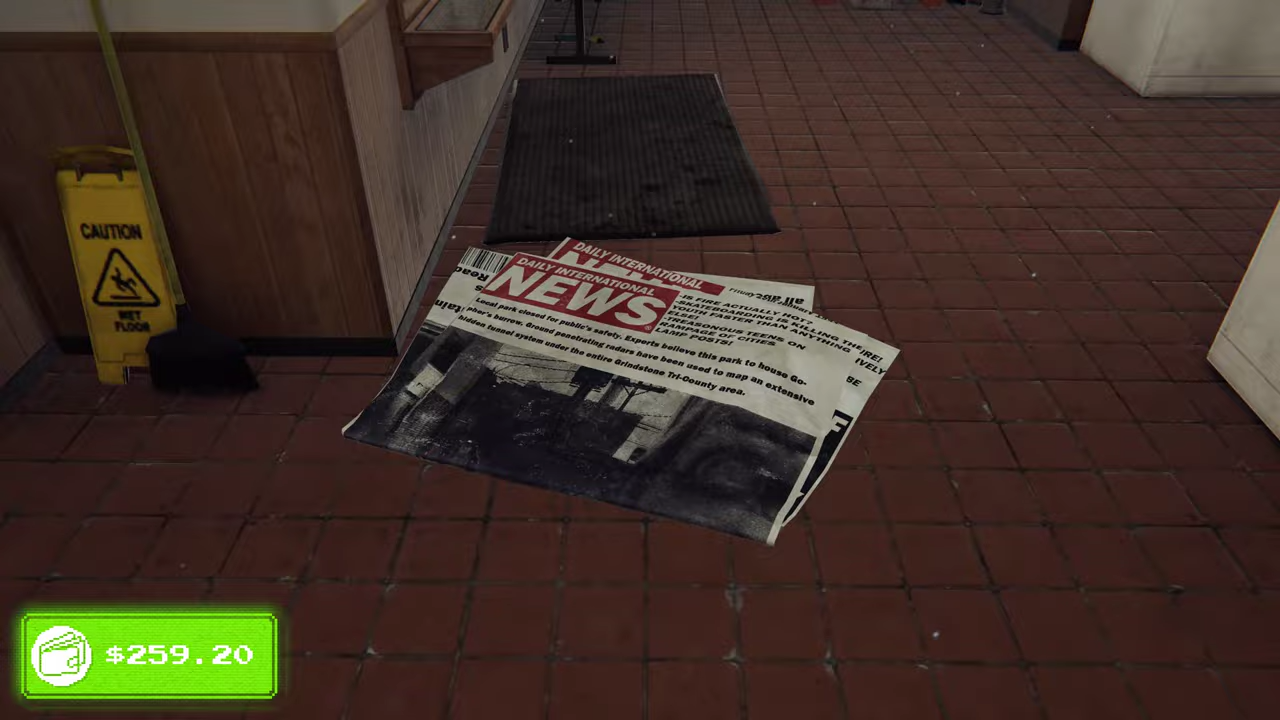 CAUTION
WET
FLOOR
DAILY INTERNATIONAL
DAILY INTERNATIONAL
NEWS
Local park closed for public's safety. Experts believe this park to house Go-
pher's burrow, Ground penetrating radars have been used to map an extensive
hidden tunnel system under the entire Grindstone Tri-County area.
IS FIRE ACTUALLY HOT?
-SKATEBOARDING IS KILLING THE
YOUTH FASTER THAN ANYTHING
ELSE!
TREASONOUS TEENS ON
RAMPAGE OF CITIES
LAMP POSTS!
$259.20